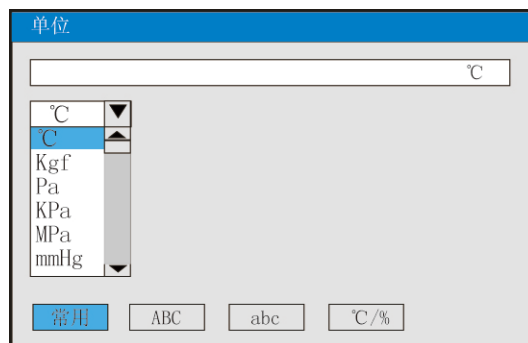 单位
℃
℃
℃
Kgf
Pa
KPa
MPa
mmHg
常用 ABC abc ℃/%